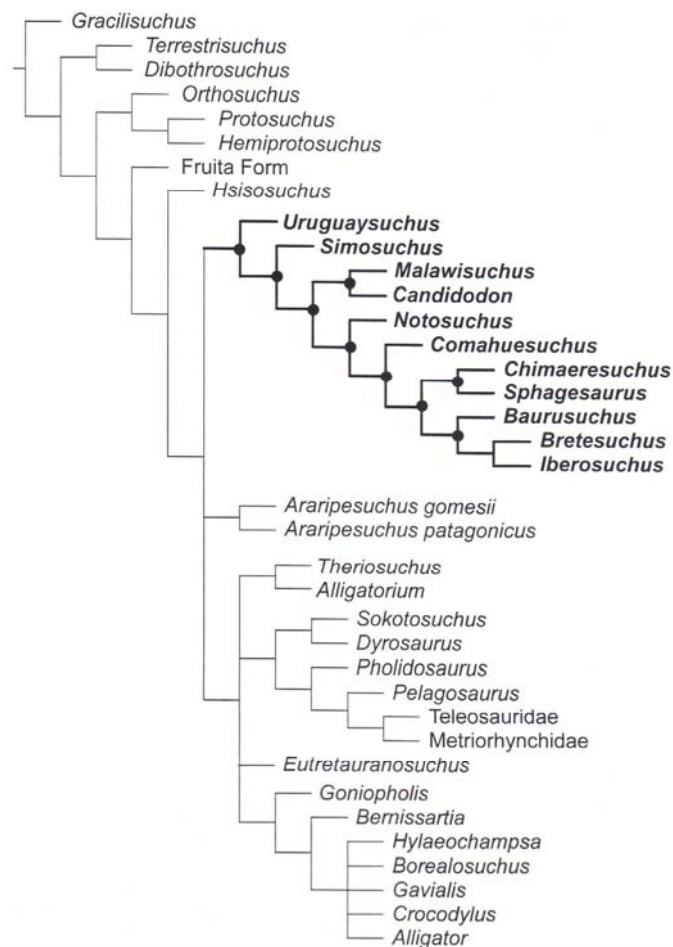 Gracilisuchus
Terrestrisuchus
Dibothrosuchus
Orthosuchus
Protosuchus
Hemiprotosuchus
Fruita Form
Hsisosuchus
Uruguaysuchus
Simosuchus
Malawisuchus
Candidodon
Notosuchus
Comahuesuchus
Chimaeresuchus
Sphagesaurus
Baurusuchus
Bretesuchus
Iberosuchus
Araripesuchus gomesii
Araripesuchus patagonicus
Theriosuchus
Alligatorium
Sokotosuchus
Dyrosaurus
Pholidosaurus
Pelagosaurus
Teleosauridae
Metriorhynchidae
Eutretauranosuchus
Goniopholis
Bernissartia
Hylaeochampsa
Borealosuchus
Gavialis
Crocodylus
Alligator